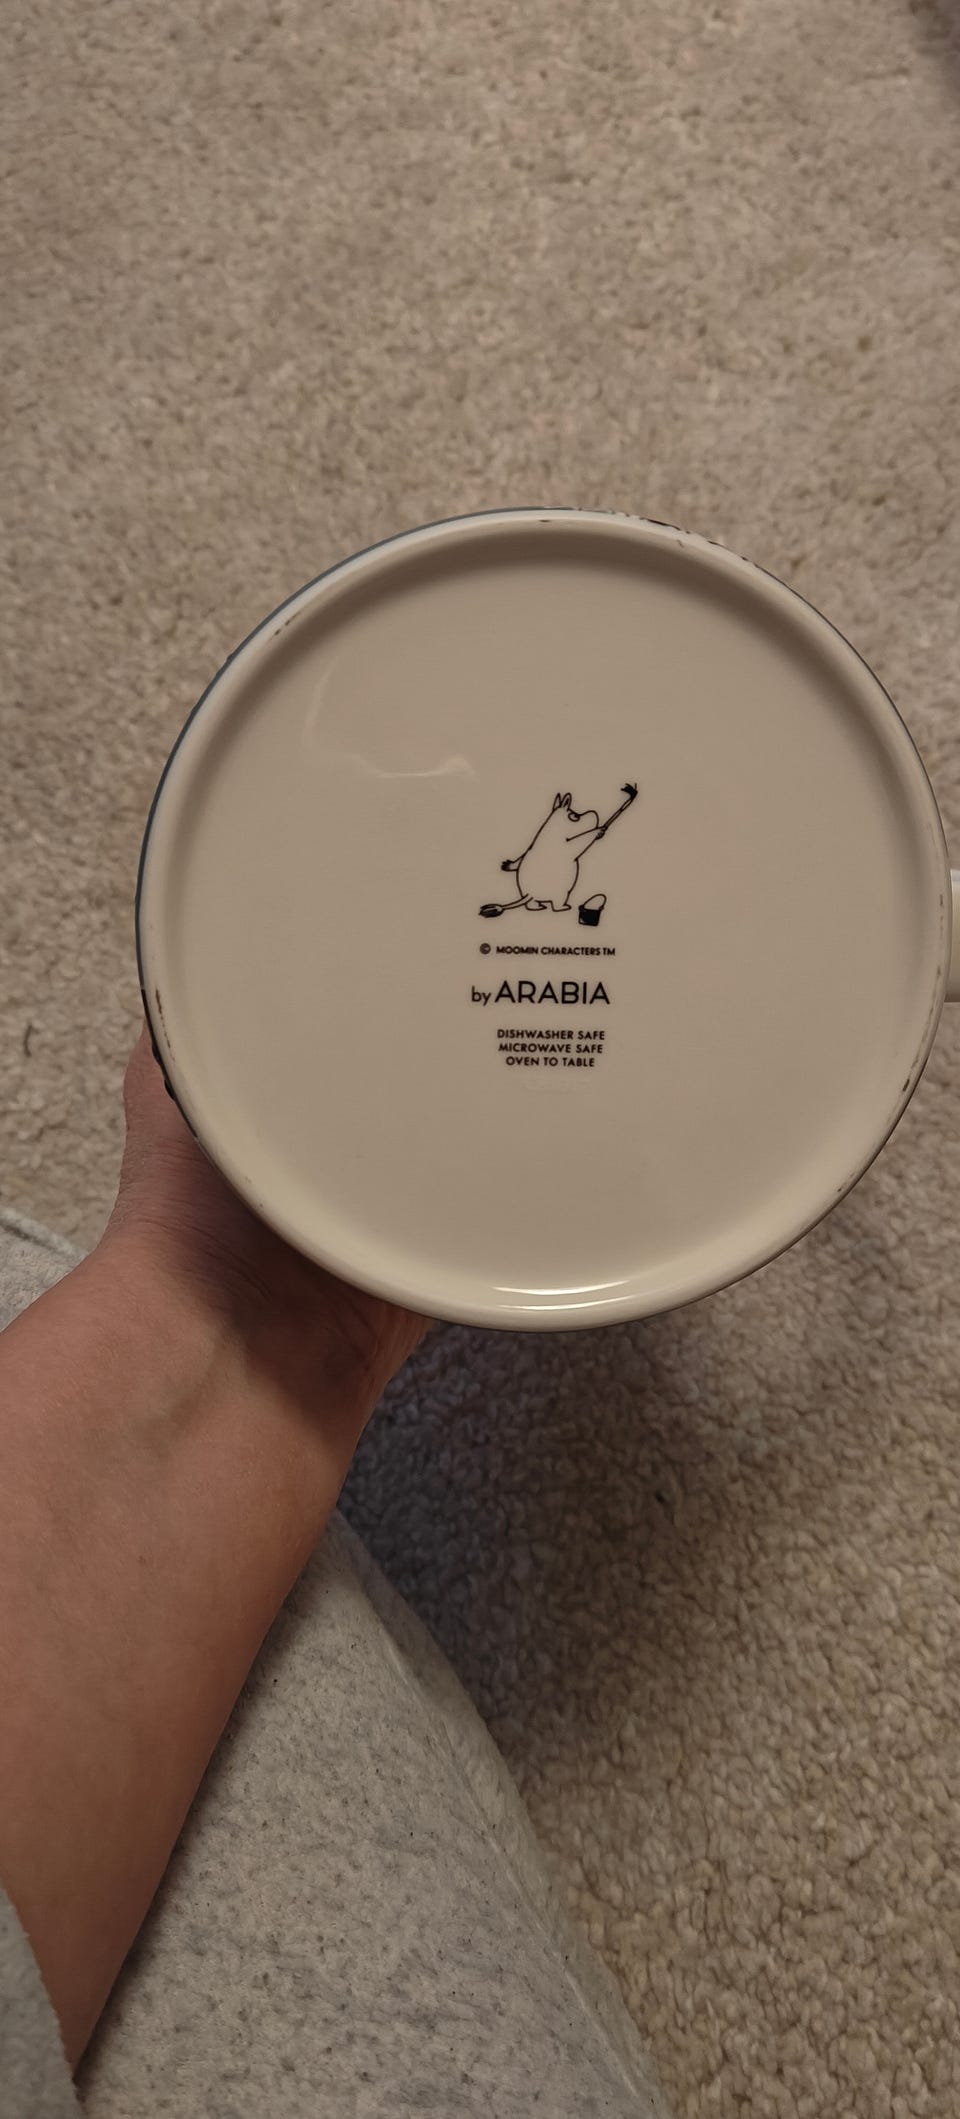 © MOOMIN CHARACTERS TM
by ARABIA
DISHWASHER SAFE
MICROWAVE SAFE
OVEN TO TABLE